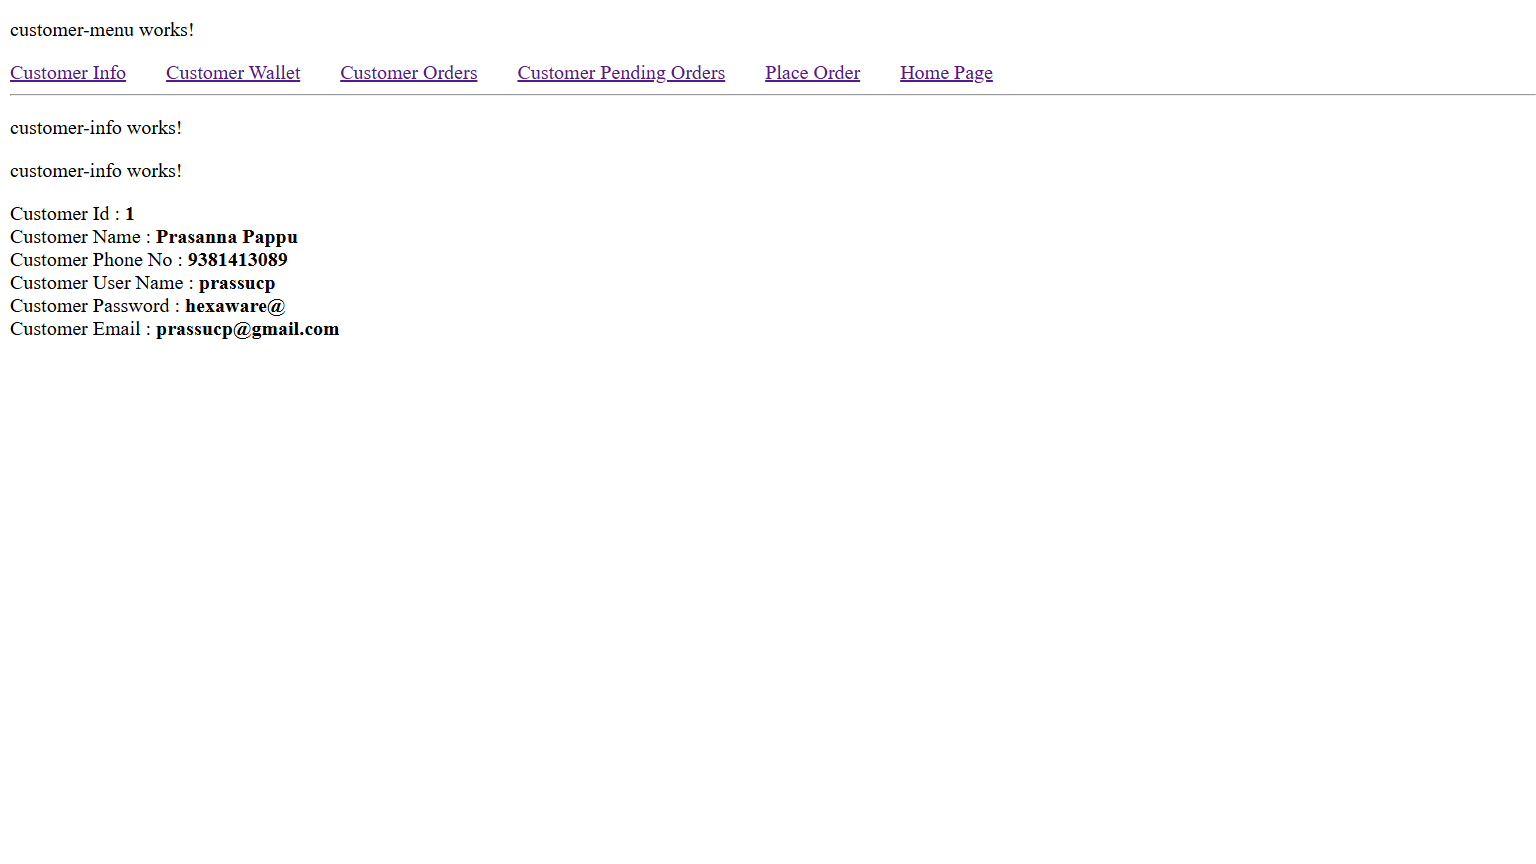 customer-menu works!
Customer Info Customer Wallet Customer Orders Customer Pending Orders Place Order Home Page
customer-info works!
customer-info works!
Customer Id : 1
Customer Name : Prasanna Pappu
Customer Phone No : 9381413089
Customer User Name : prassucp
Customer Password : hexaware@
Customer Email : prassucp@gmail.com